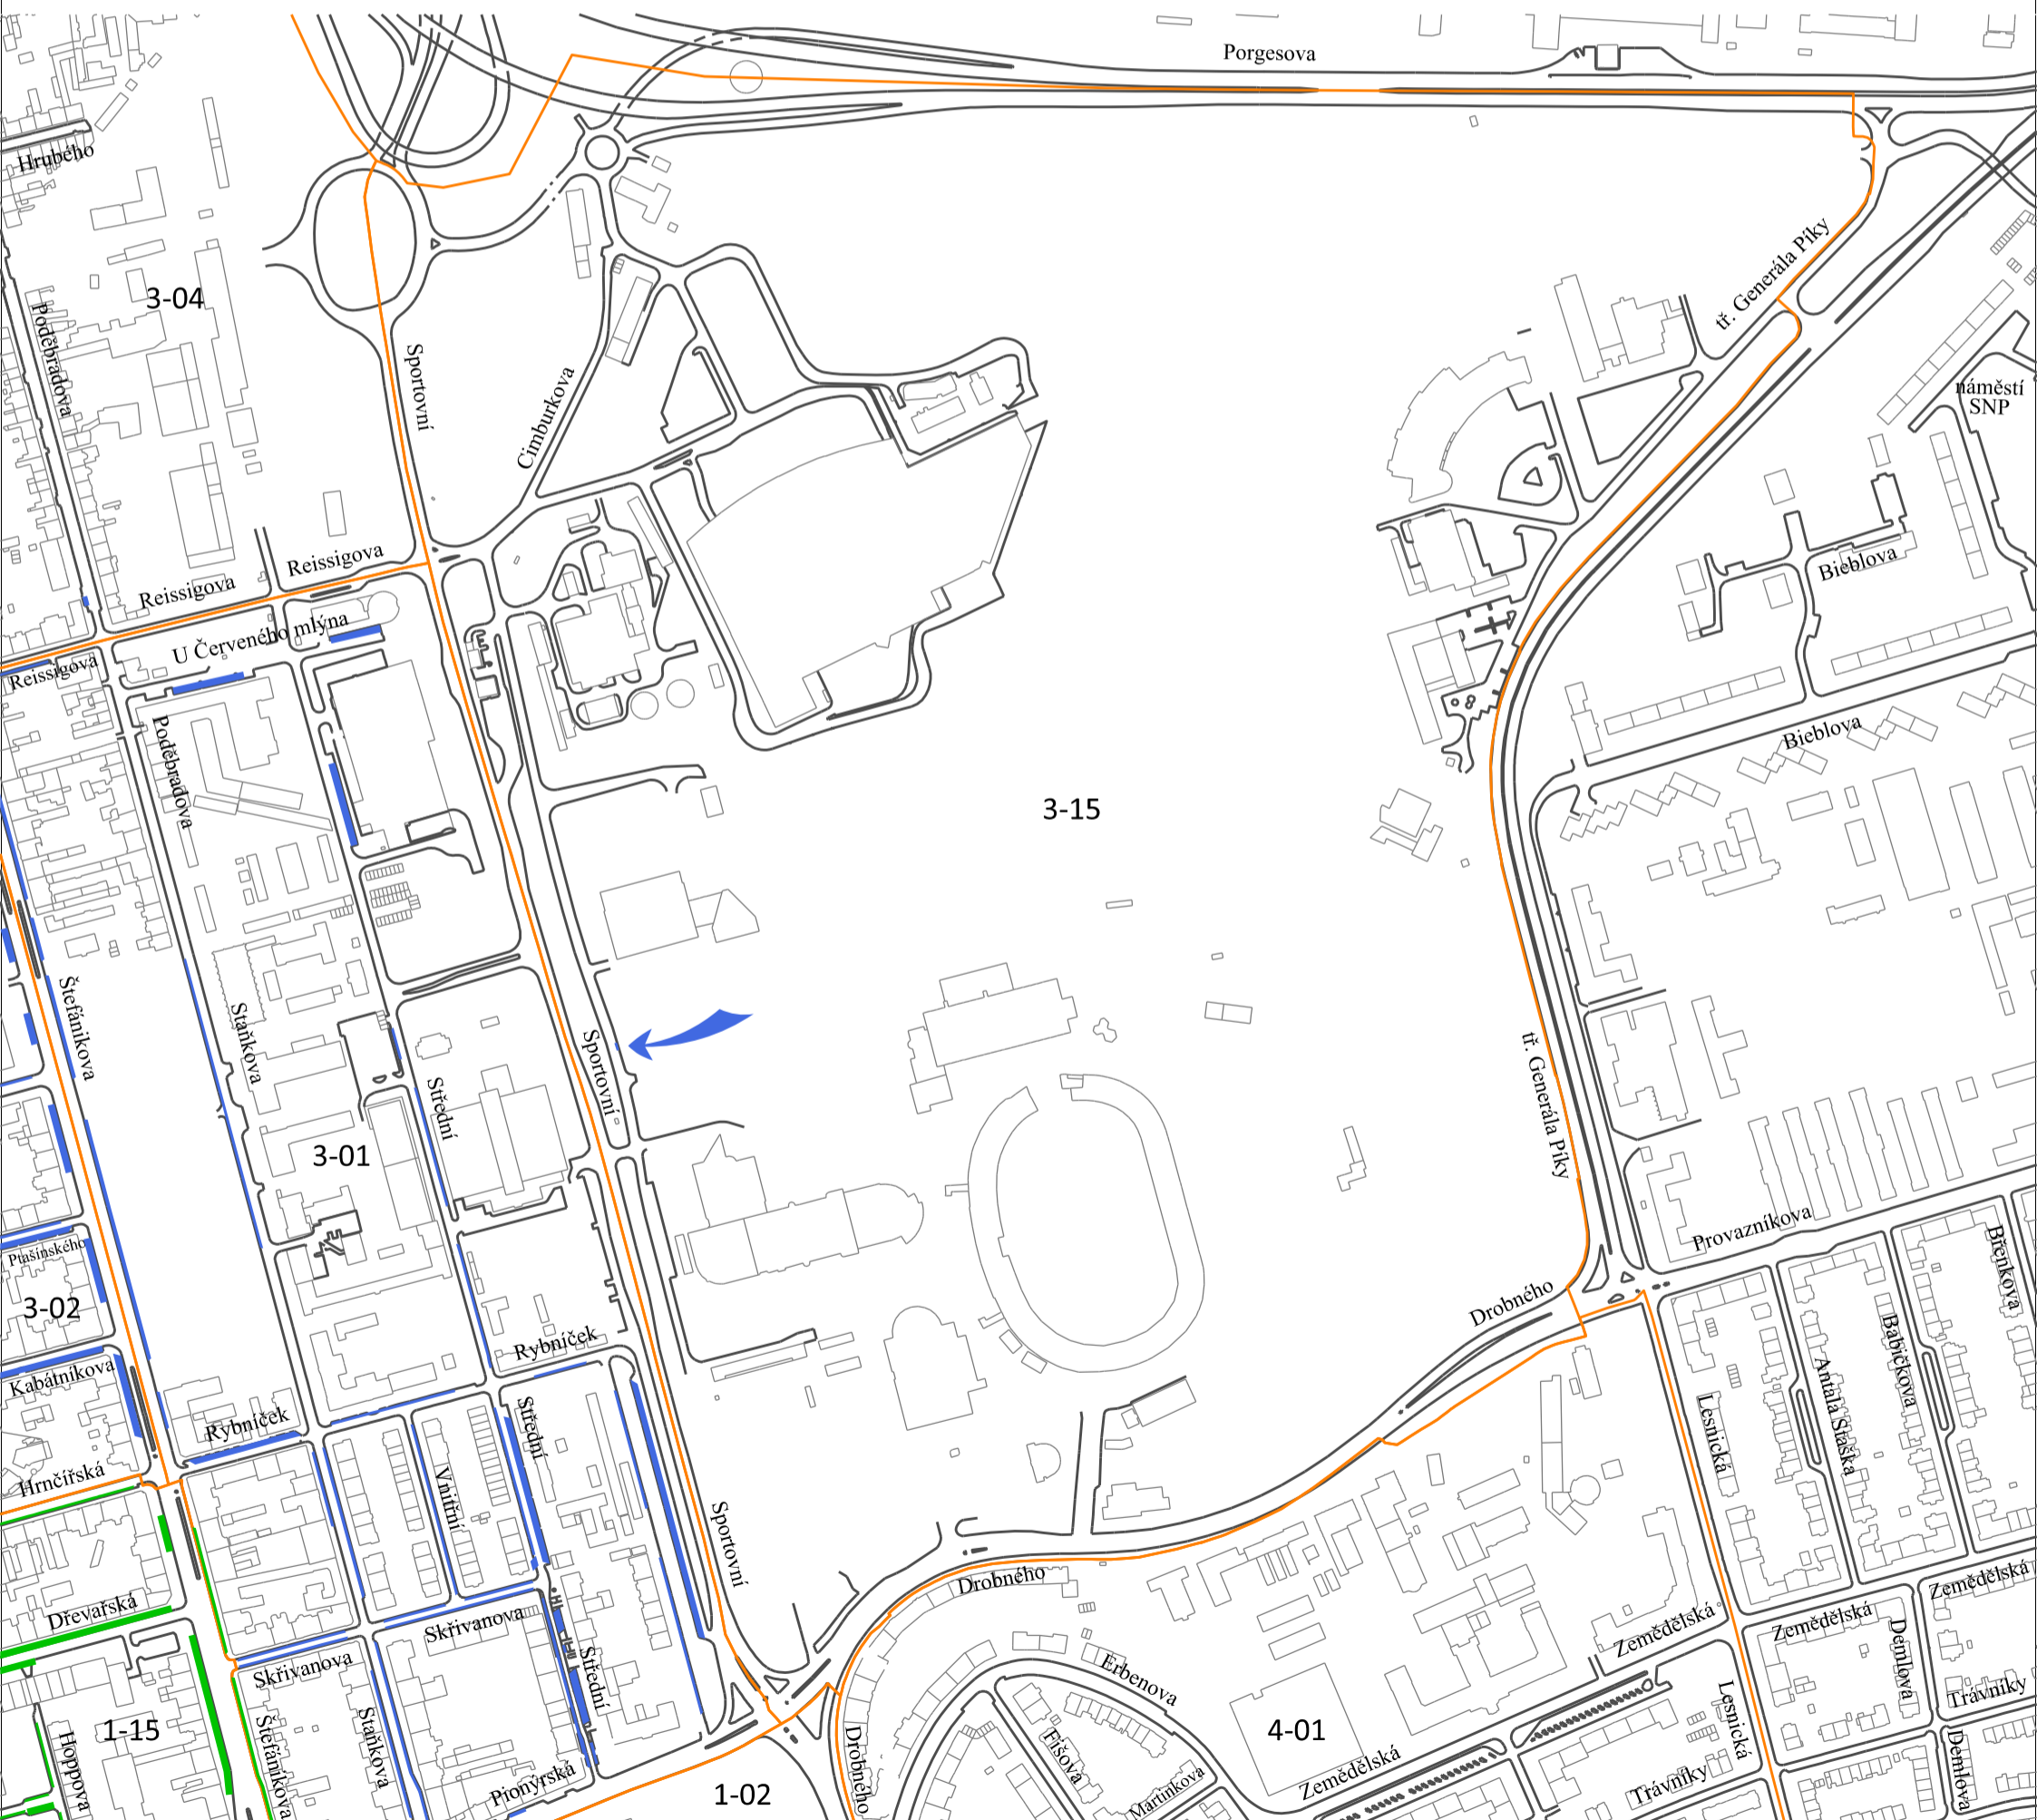 Porgesova
Hrubého
tř. Generála Píky
3-04
Poděbradova
Sportovní
Cimburkova
náměstí
SNP
Reissigova
Reissigova
Bieblova
U Červeného mlýna
Reissigova
Poděbradova
Bieblova
3-15
Štefánikova
Staňkova
Sportovní
Střední
tř. Generála Píky
3-01
Provazníkova
Ptašínského
Břenkova
3-02
Drobného
Rybníček
Babičkova
Kabátníkova
Antala Staška
Lesnická
Rybníček
Střední
Hrnčířská
Vnitřní
Sportovní
Drobného
Zemědělská
Dřevařská
Skřivanova
Zemědělská
Zemědělská
Skřivanova
Střední
Erbenova
Demlova
Trávníky
1-15
Hoppova
Štefánikova
Staňkova
Lesnická
4-01
Fišova
Drobného
Zemědělská
Demlova
Pionýrská
1-02
Martinkova
Trávníky